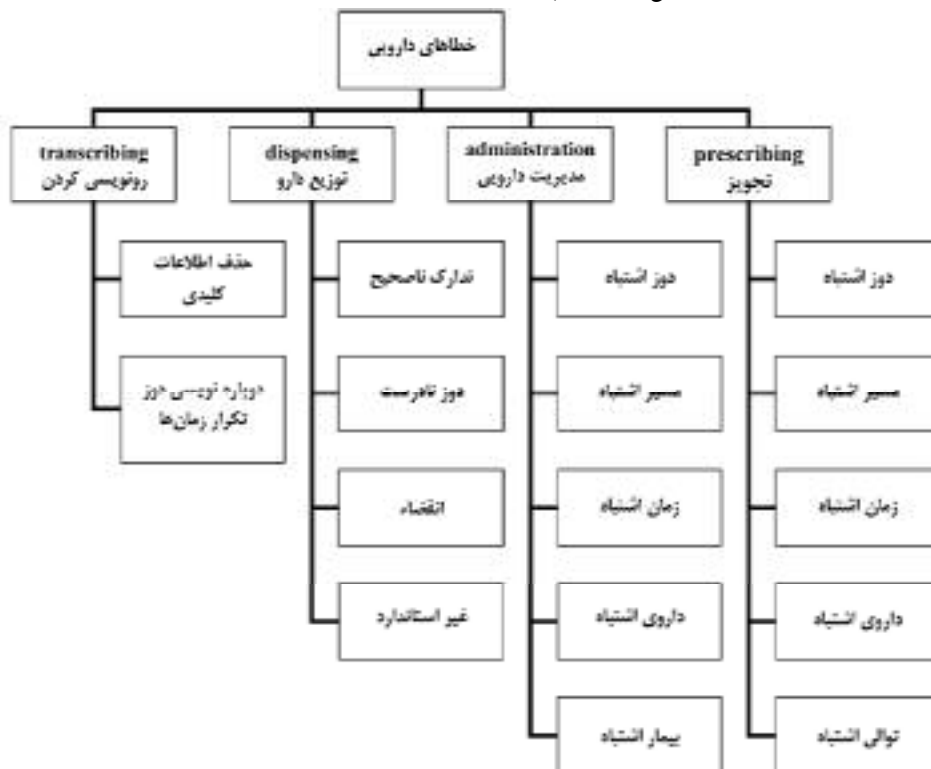 خطاهای دارویی
prescribing
تجویز
دوز اشتباه
مسیر اشتباه
زمان اشتباه
داروی اشتباه
توالی اشتباه
administration
مدیریت دارویی
دوز اشتباه
مسیر اشتباه
زمان اشتباه
داروی اشتباه
بیمار اشتباه
dispensing
توزیع دارو
تدارک ناصحیح
دوز نادرست
انقضاء
غیر استاندارد
transcribing
رونویسی کردن
حذف اطلاعات
کلیدی
دوباره نویسی دوز
تکرار زمان‌ها